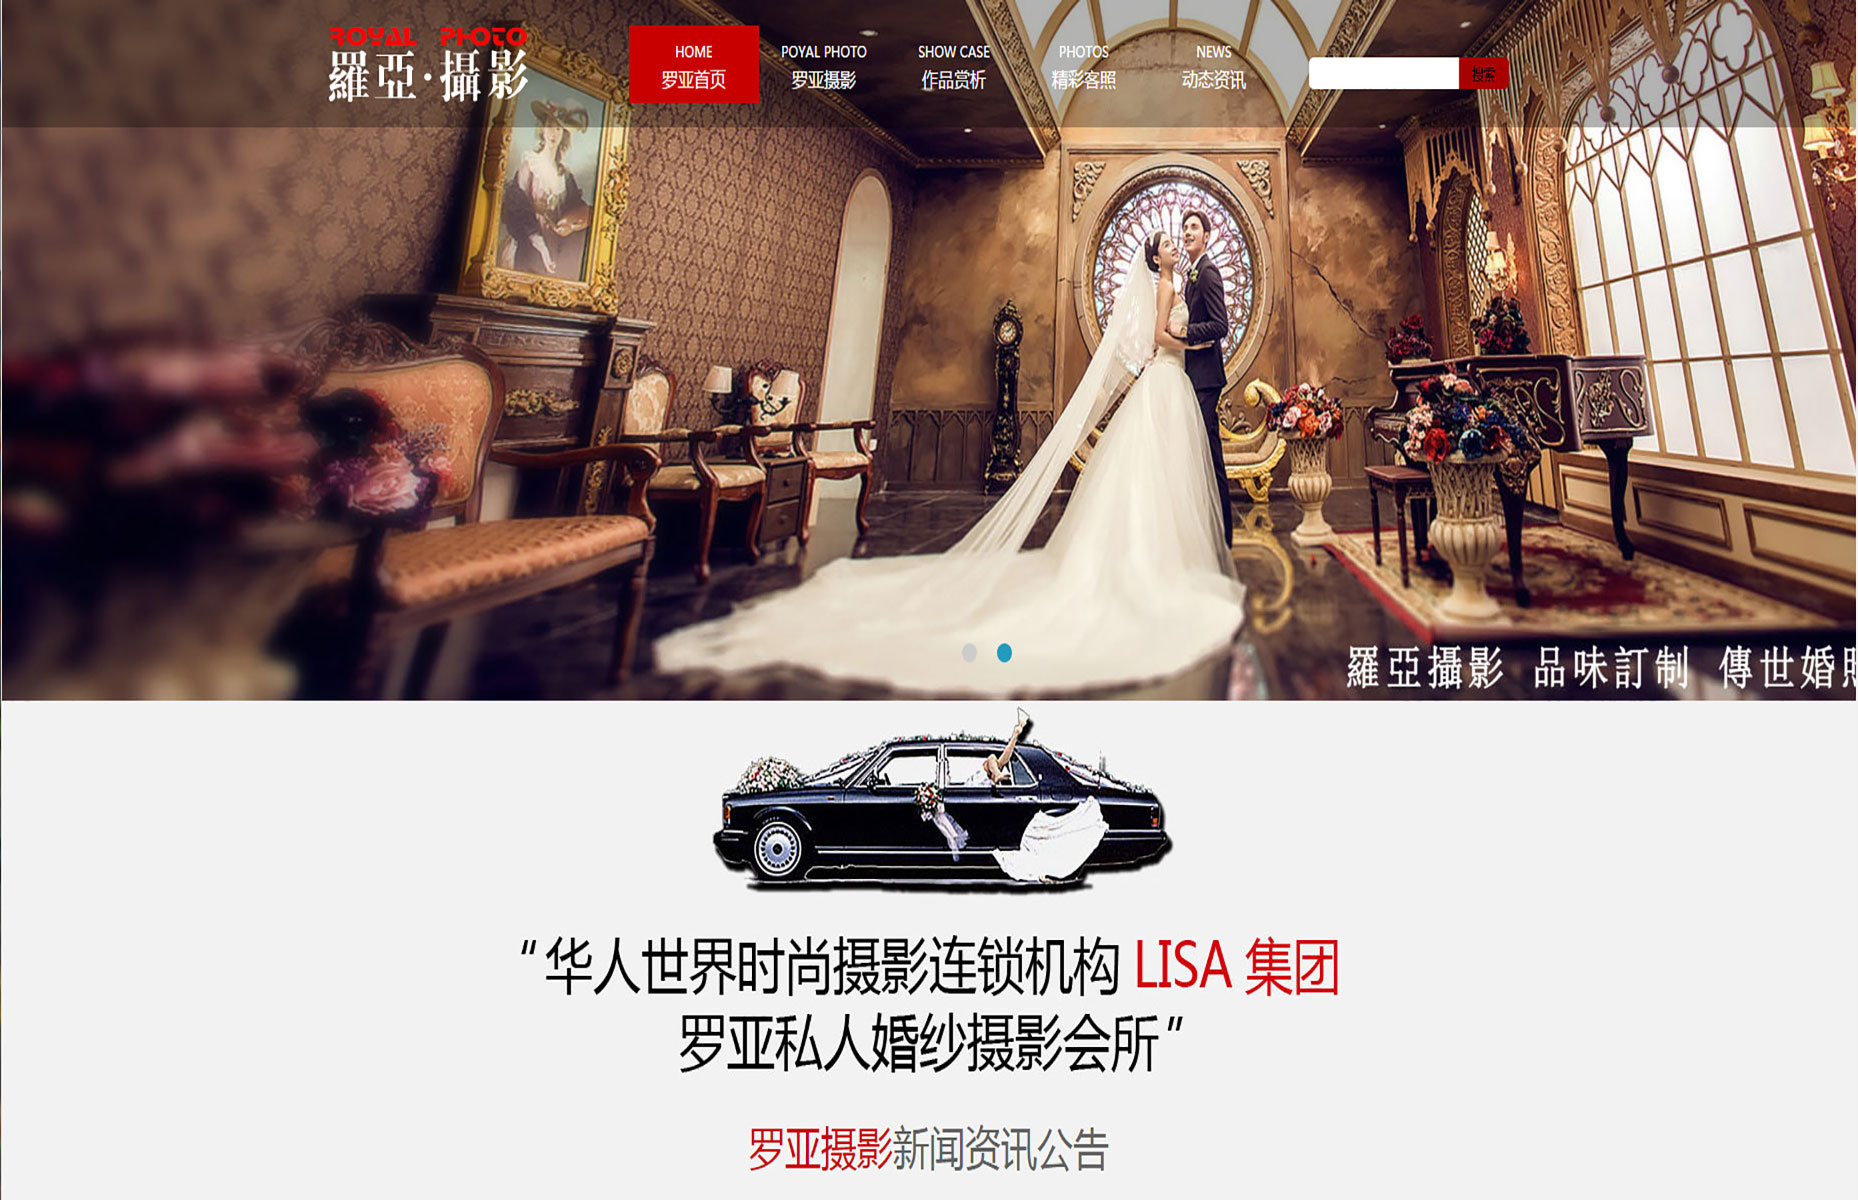 ROYAL PHOTO
羅亞·攝影
HOME
罗亚首页
POYAL PHOTO
罗亚摄影
SHOW CASE
作品赏析
PHOTOS
精彩客照
NEWS
动态资讯
搜索
羅亞攝影 品味訂制 傳世婚
“华人世界时尚摄影连锁机构 LISA 集团
罗亚私人婚纱摄影会所”
罗亚摄影新闻资讯公告